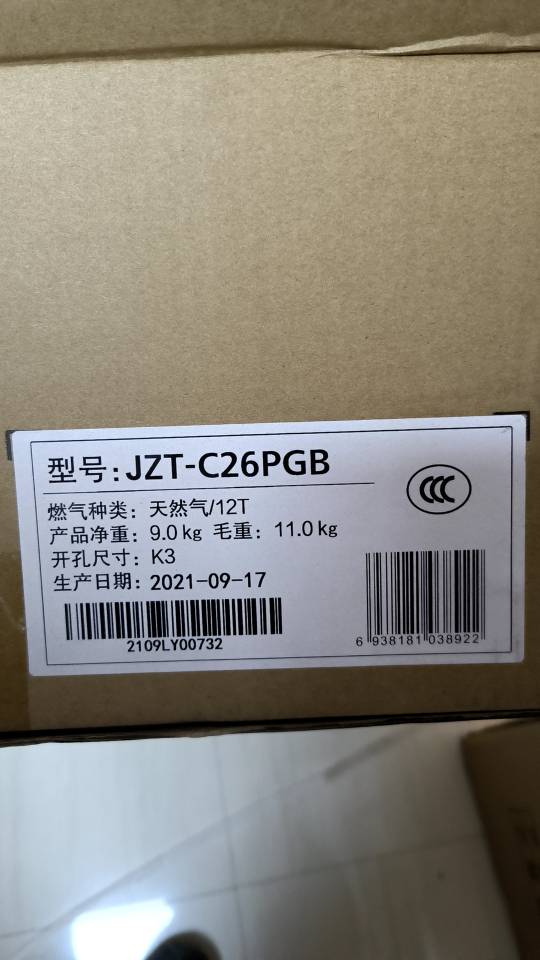 型号:JZT-C26PGB
CCC
燃气种类：天然气/12T
产品净重：9.0kg 毛重：11.0kg
开孔尺寸：K3
生产日期：2021-09-17
2109LY00732
6 938181 038922